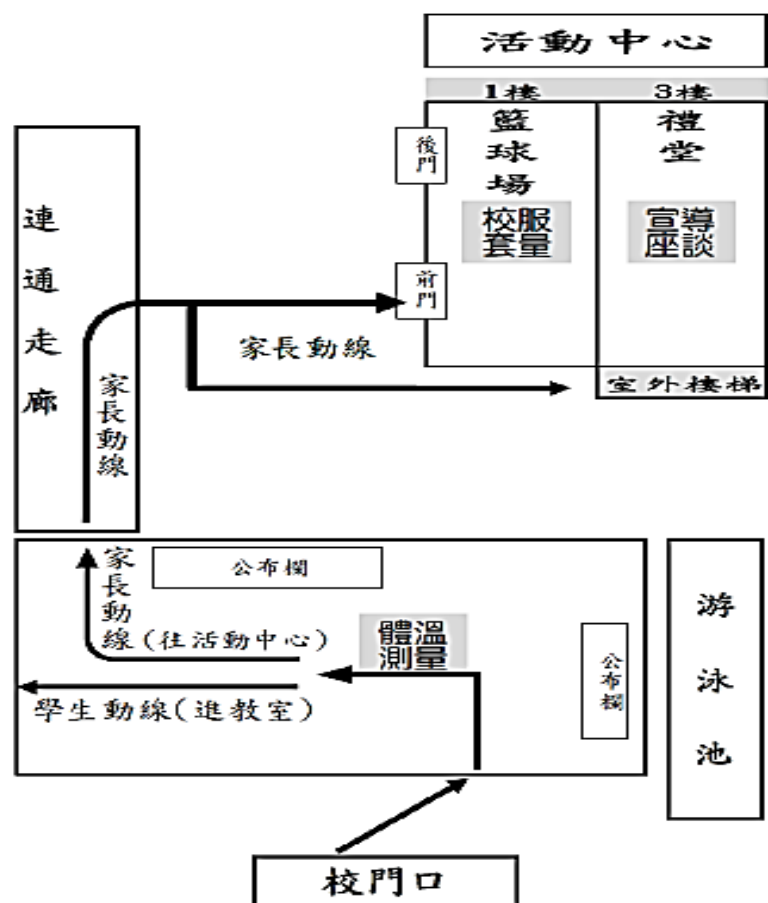 活動中心
1樓
3樓
籃球場
禮堂
後門
校服
套量
宣導
座談
前門
連通走廊
家長動線
家長動線
室外樓梯
家長動線(往活動中心)
公布欄
體溫
測量
公布欄
游泳池
學生動線(進教室)
校門口